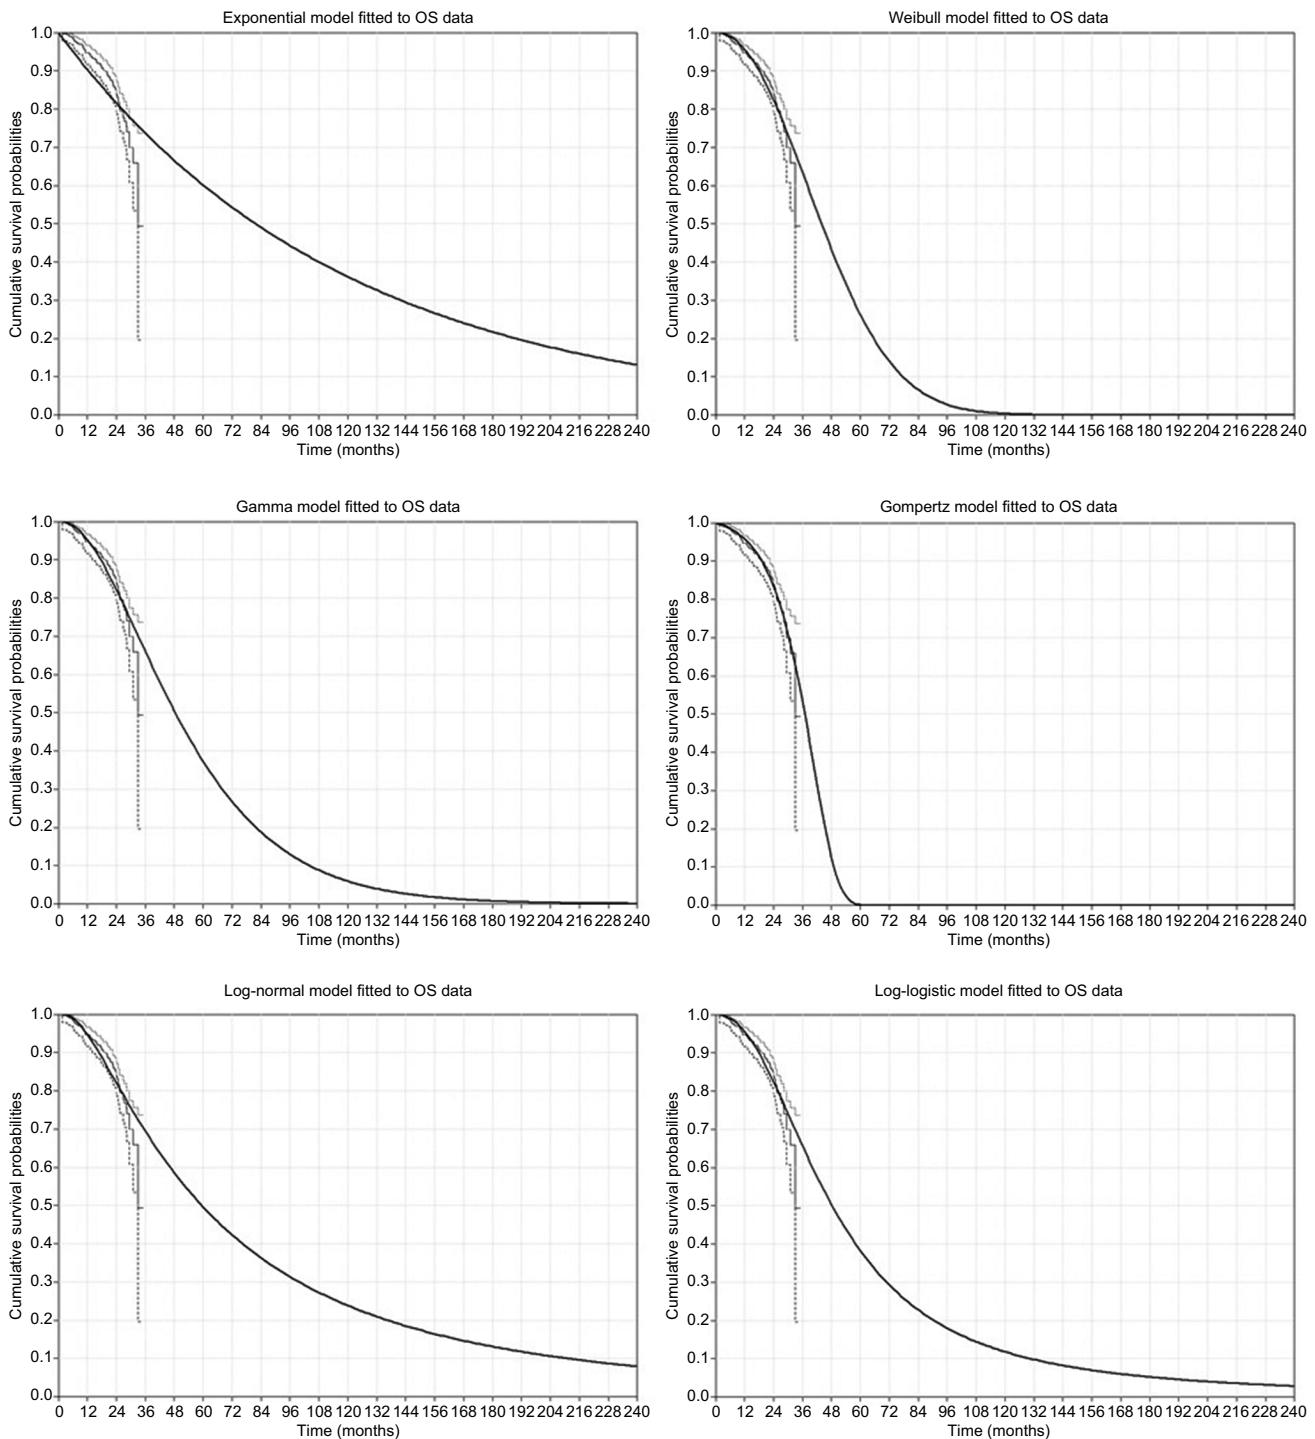 Exponential model fitted to OS data
Cumulative survival probabilities
1.0
0.9
0.8
0.7
0.6
0.5
0.4
0.3
0.2
0.1
0.0
0 12 24 36 48 60 72 84 96 108 120 132 144 156 168 180 192 204 216 228 240
Time (months)
Weibull model fitted to OS data
Cumulative survival probabilities
1.0
0.9
0.8
0.7
0.6
0.5
0.4
0.3
0.2
0.1
0.0
0 12 24 36 48 60 72 84 96 108 120 132 144 156 168 180 192 204 216 228 240
Time (months)
Gamma model fitted to OS data
Cumulative survival probabilities
1.0
0.9
0.8
0.7
0.6
0.5
0.4
0.3
0.2
0.1
0.0
0 12 24 36 48 60 72 84 96 108 120 132 144 156 168 180 192 204 216 228 240
Time (months)
Gompertz model fitted to OS data
Cumulative survival probabilities
1.0
0.9
0.8
0.7
0.6
0.5
0.4
0.3
0.2
0.1
0.0
0 12 24 36 48 60 72 84 96 108 120 132 144 156 168 180 192 204 216 228 240
Time (months)
Log-normal model fitted to OS data
Cumulative survival probabilities
1.0
0.9
0.8
0.7
0.6
0.5
0.4
0.3
0.2
0.1
0.0
0 12 24 36 48 60 72 84 96 108 120 132 144 156 168 180 192 204 216 228 240
Time (months)
Log-logistic model fitted to OS data
Cumulative survival probabilities
1.0
0.9
0.8
0.7
0.6
0.5
0.4
0.3
0.2
0.1
0.0
0 12 24 36 48 60 72 84 96 108 120 132 144 156 168 180 192 204 216 228 240
Time (months)